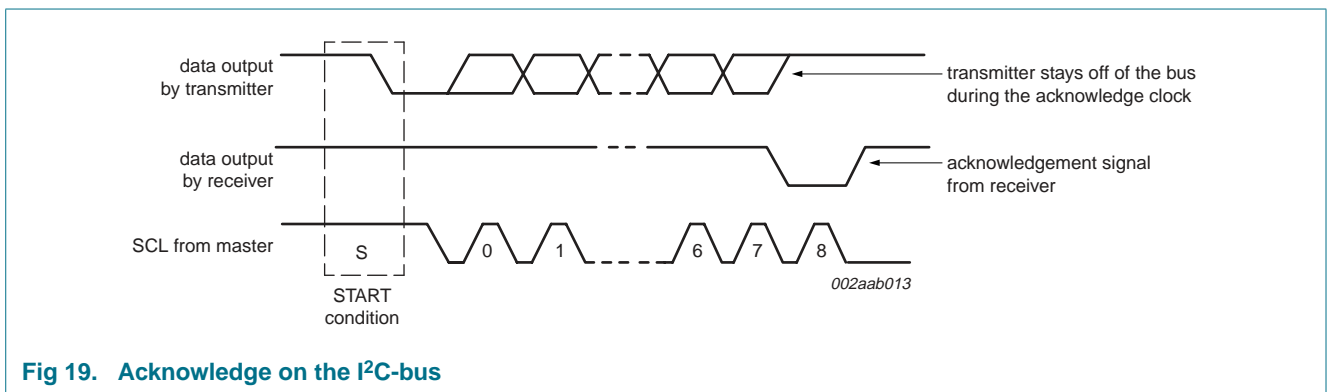 data output
by transmitter
transmitter stays off of the bus
during the acknowledge clock
data output
by receiver
acknowledgement signal
from receiver
SCL from master
S
0
1
6
7
8
002aab013
START
condition
Fig 19. Acknowledge on the I²C-bus